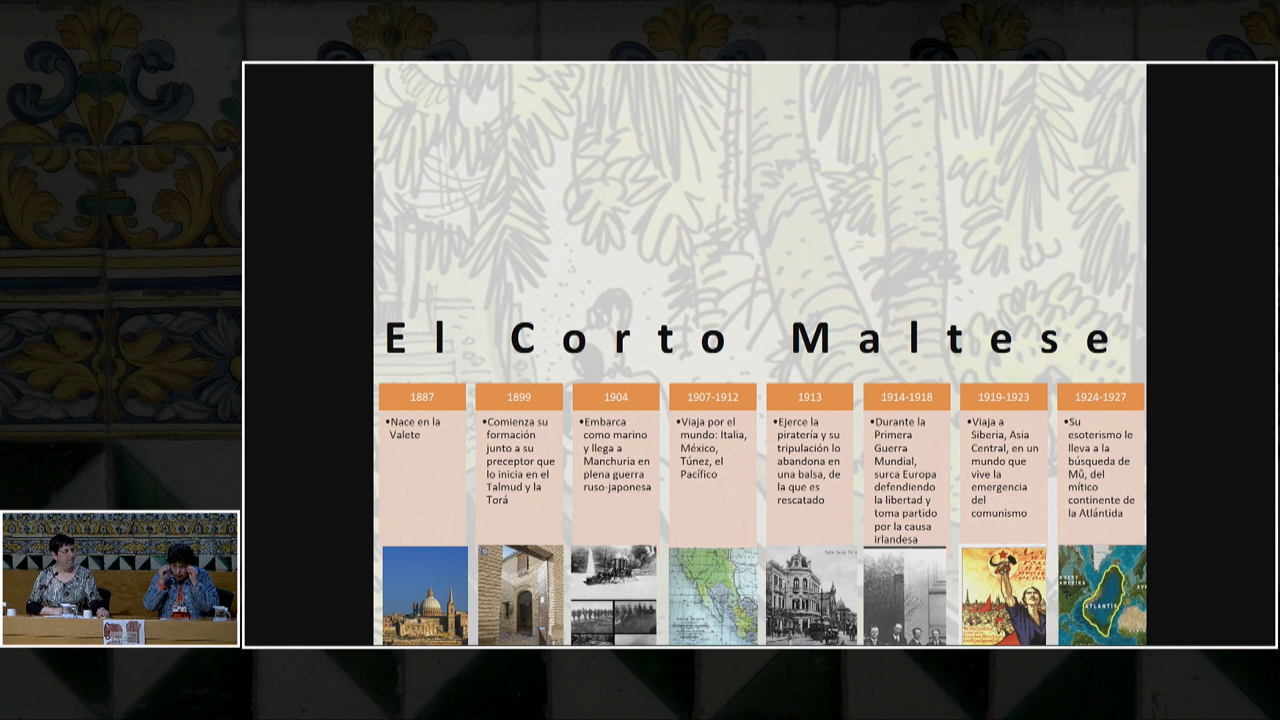 El Corto Maltese
1887
•Nace en la
Valete
1899
•Comienza su
formación
junto a su
preceptor que
lo inicia en el
Talmud y la
Torá
1904
•Embarca
como marino
y llega a
Manchuria en
plena guerra
ruso-japonesa
1907-1912
•Viaja por el
mundo: Italia,
México,
Túnez, el
Pacífico
1913
•Ejerce la
piratería y su
tripulación lo
abandona en
una balsa, de
la que es
rescatado
1914-1918
•Durante la
Primera
Guerra
Mundial,
surca Europa
defendiendo
la libertad y
toma partido
por la causa
irlandesa
1919-1923
•Viaja a
Siberia, Asia
Central, en un
mundo que
vive la
emergencia
del
comunismo
1924-1927
•Su
esoterismo le
lleva a la
búsqueda de
Mû, del
mítico
continente de
la Atlántida
ATLANTIS